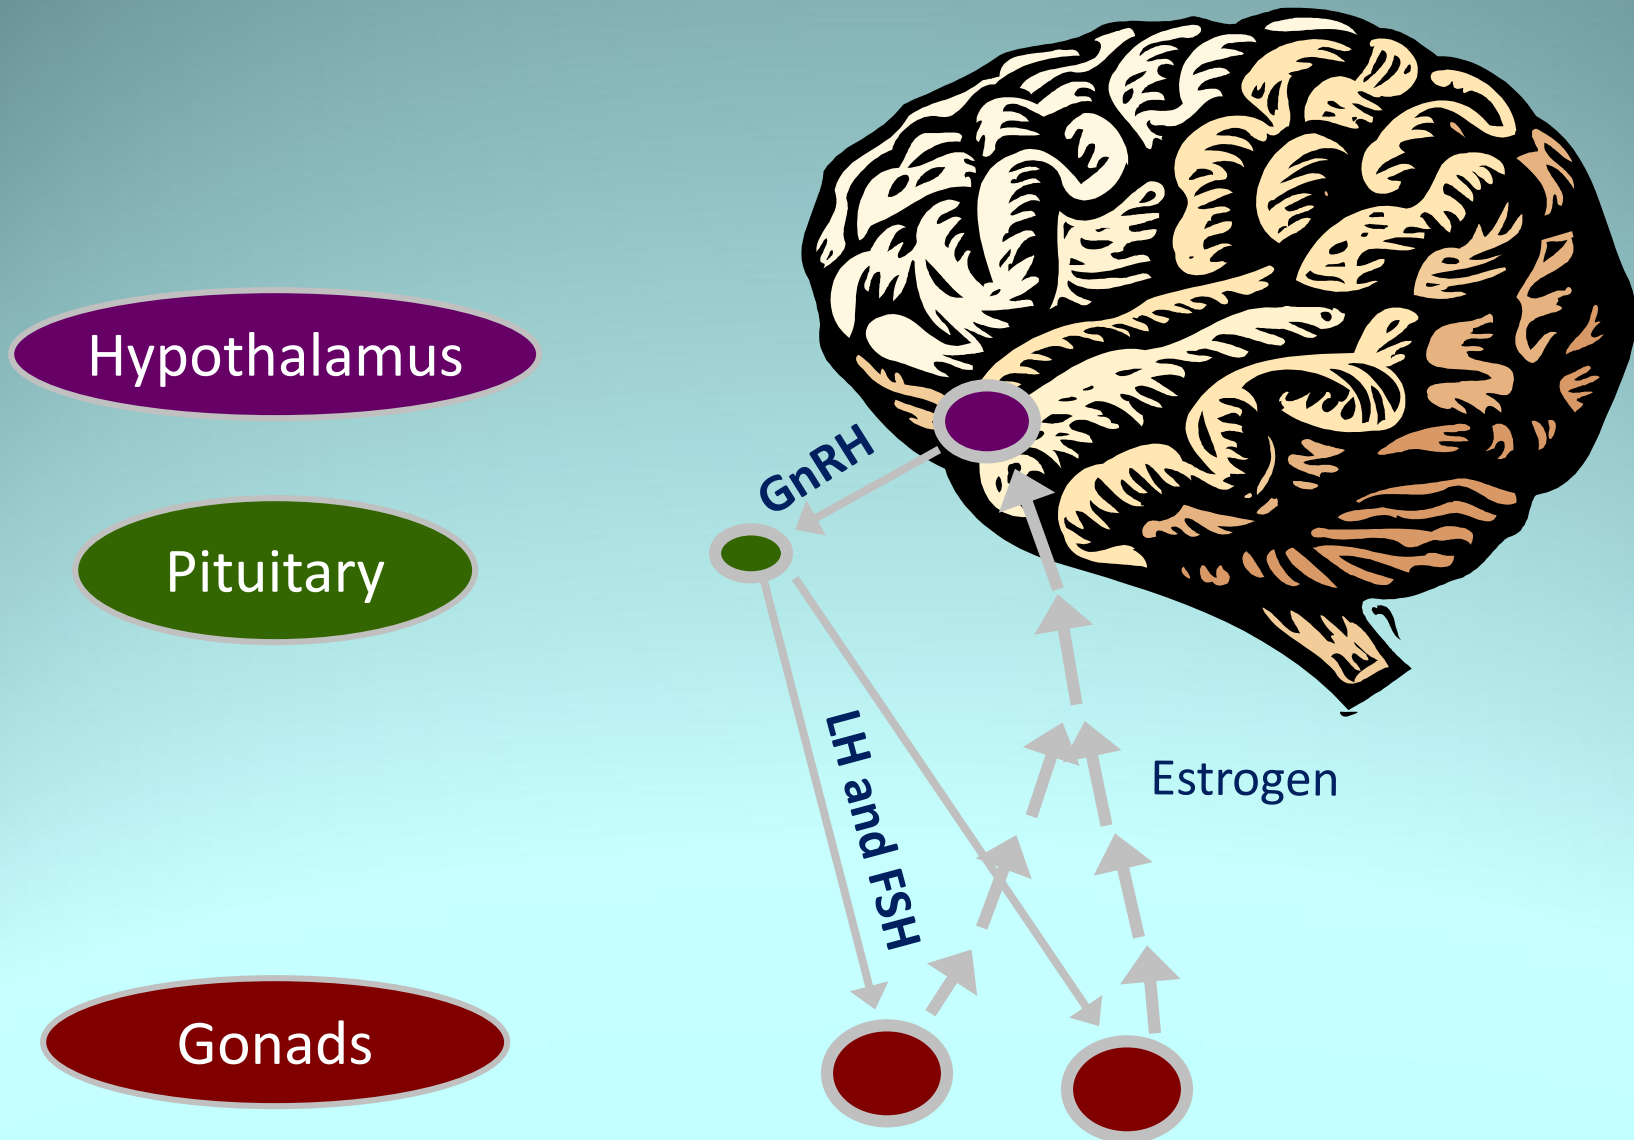 Hypothalamus
GnRH
Pituitary
LH and FSH
Estrogen
Gonads